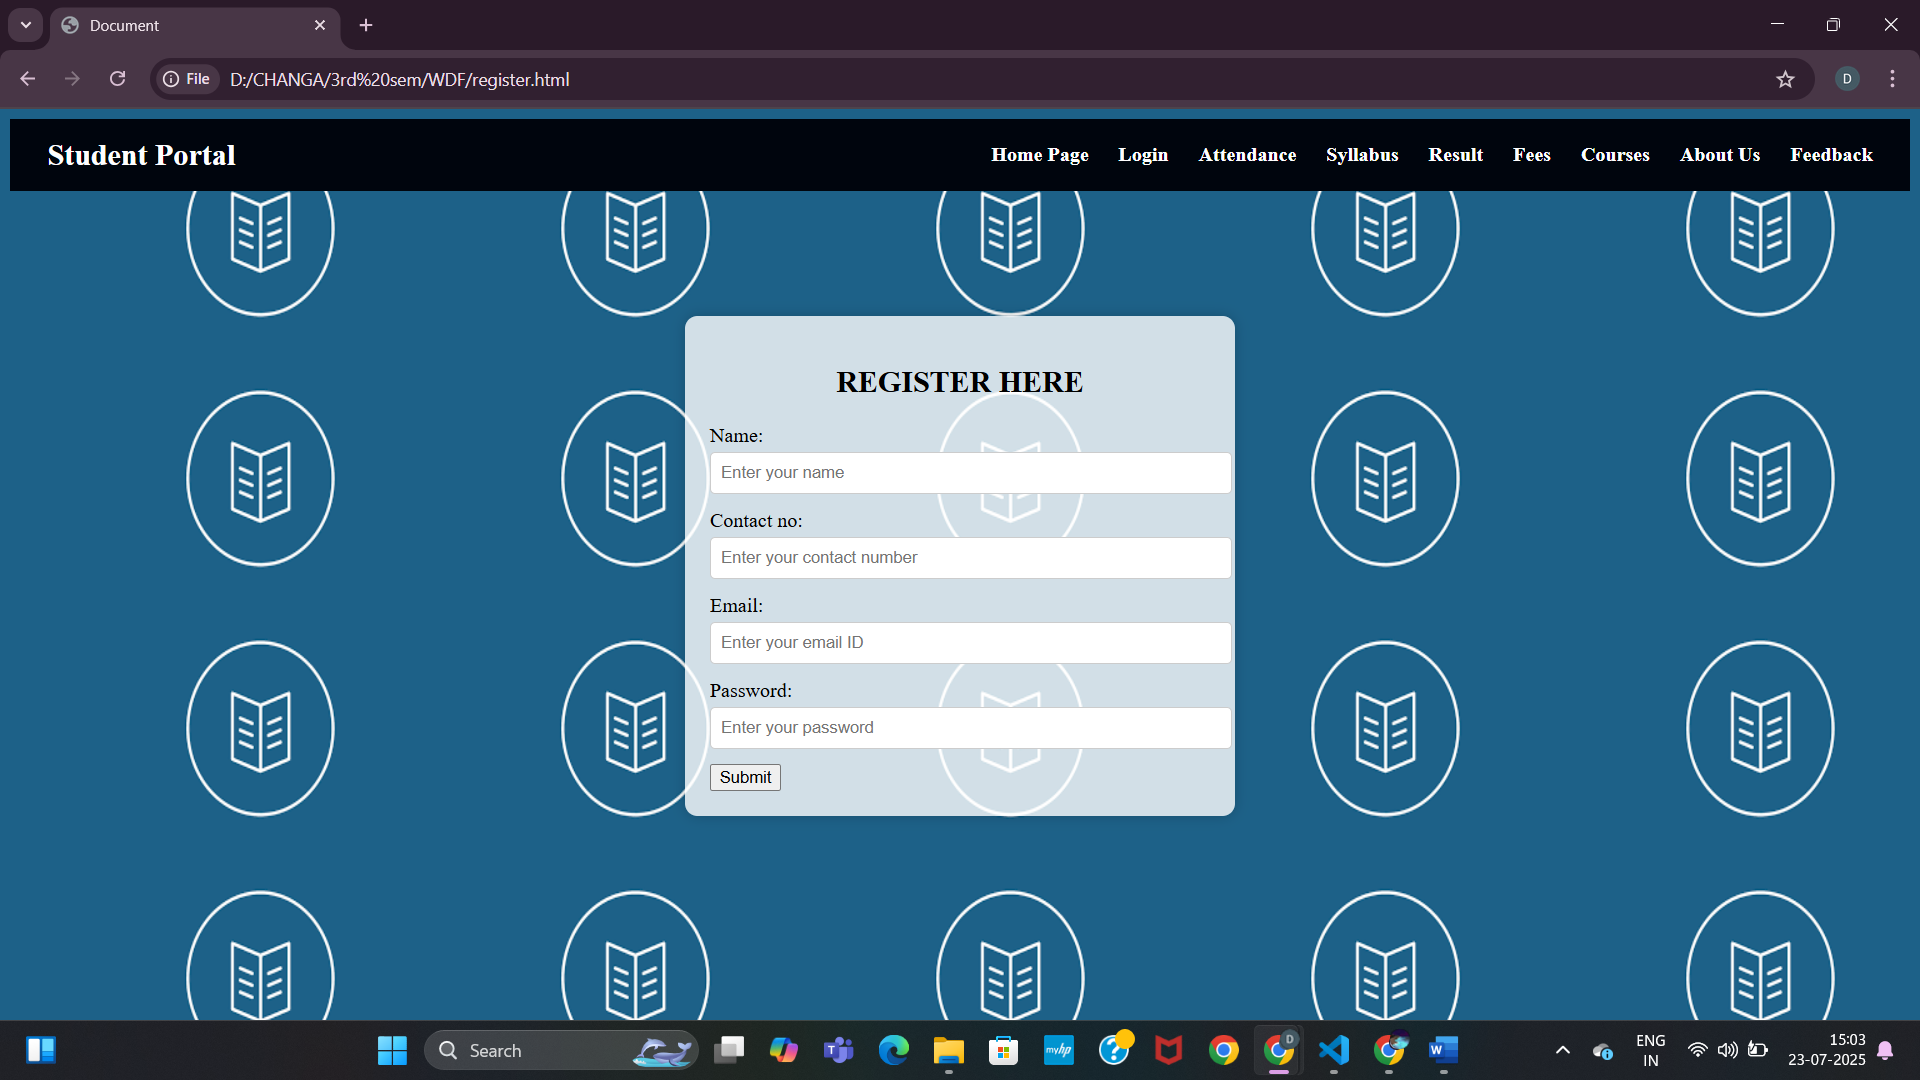 Document
File
D:/CHANGA/3rd%20sem/WDF/register.html
D
Student Portal
Home Page Login Attendance Syllabus Result Fees Courses About Us Feedback
REGISTER HERE
Name:
Enter your name
Contact no:
Enter your contact number
Email:
Enter your email ID
Password:
Enter your password
Submit
Search
T
myhp
?
D
W
ENG
IN
15:03
23-07-2025